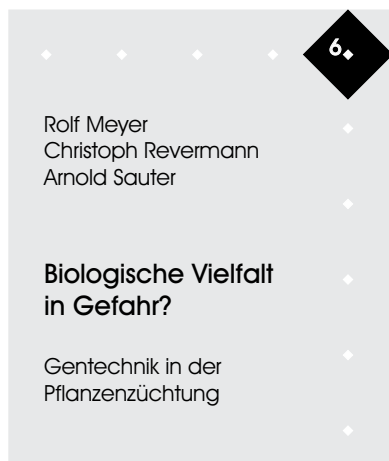 6
Rolf Meyer
Christoph Revermann
Arnold Sauter
Biologische Vielfalt
in Gefahr?
Gentechnik in der
Pflanzenzüchtung